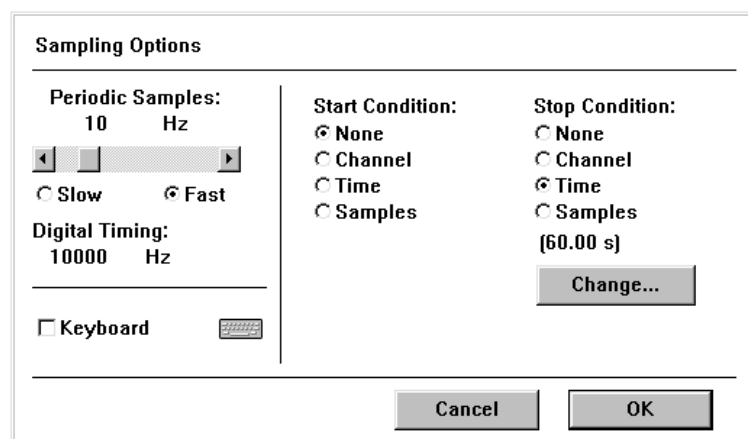 Sampling Options
Periodic Samples:
10 Hz
Slow Fast
Digital Timing:
10000 Hz
Keyboard
Start Condition:
None
Channel
Time
Samples
Stop Condition:
None
Channel
Time
Samples
(60.00 s)
Change...
Cancel OK